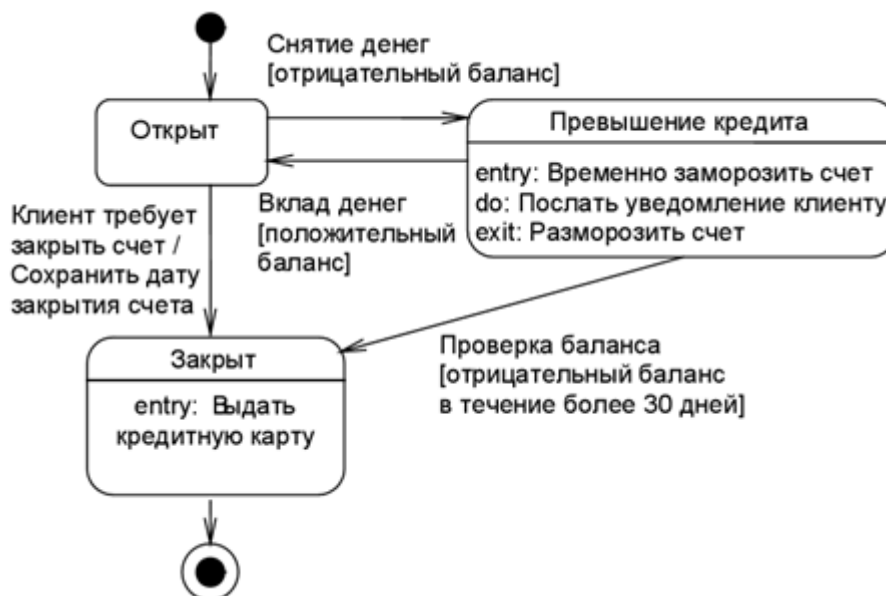 Снятие денег
[отрицательный баланс]
Открыт
Превышение кредита
entry: Временно заморозить счет
do: Послать уведомление клиенту
exit: Разморозить счет
Вклад денег
[положительный
баланс]
Клиент требует
закрыть счет /
Сохранить дату
закрытия счета
Проверка баланса
[отрицательный баланс
в течение более 30 дней]
Закрыт
entry: Выдать
кредитную карту